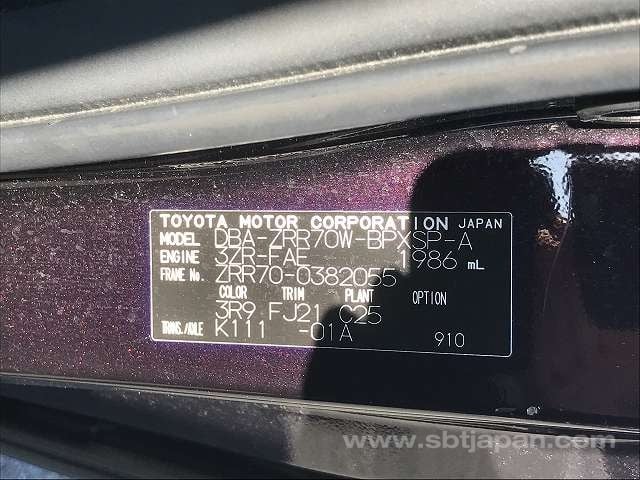 TOYOTA MOTOR CORPORATION JAPAN
MODEL DBA-ZRR70W-BPXSP-A
ENGINE 3ZR-FAE 1986 mL
FRAME No. ZRR70-0382055
COLOR TRIM PLANT OPTION
3R9 FJ21 C25
TRANS./AXLE K111 -01A
910
www.sbtjapan.com